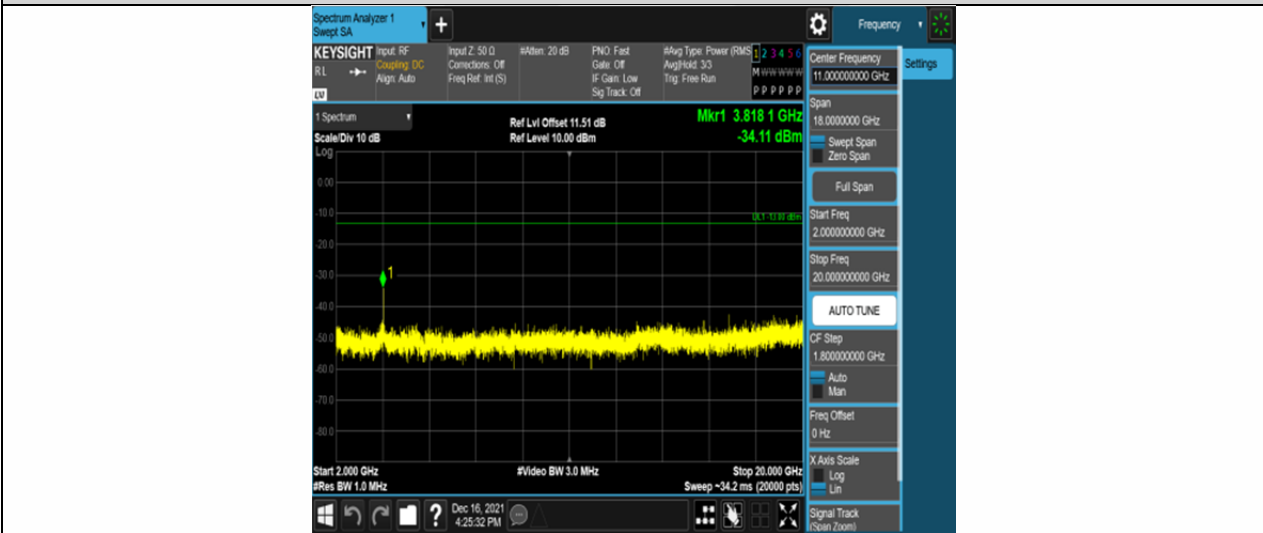 Spectrum Analyzer 1
Swept SA
+
Frequency
KEYSIGHT
RL
LV
Input: RF
Coupling: DC
Align: Auto
Input Z: 50 Ω
Corrections: Off
Freq Ref: Int (S)
#Atten: 20 dB
PNO: Fast
Gate: Off
IF Gain: Low
Sig Track: Off
#Avg Type: Power (RMS
Avg|Hold: 3/3
Trig: Free Run
1 2 3 4 5 6
M W W W W W
P P P P P P
1 Spectrum
Scale/Div 10 dB
Log
Ref Lvl Offset 11.51 dB
Ref Level 10.00 dBm
Mkr1 3.818 1 GHz
-34.11 dBm
0.00
-10.0
DL1 -13.00 dBm
-20.0
-30.0
1
-40.0
-50.0
-60.0
-70.0
-80.0
Start 2.000 GHz
#Res BW 1.0 MHz
#Video BW 3.0 MHz
Stop 20.000 GHz
Sweep ~34.2 ms (20000 pts)
Dec 16, 2021
4:25:32 PM
?
Center Frequency
11.000000000 GHz
Settings
Span
18.0000000 GHz
Swept Span
Zero Span
Full Span
Start Freq
2.000000000 GHz
Stop Freq
20.000000000 GHz
AUTO TUNE
CF Step
1.800000000 GHz
Auto
Man
Freq Offset
0 Hz
X Axis Scale
Log
Lin
Signal Track
(Span Zoom)